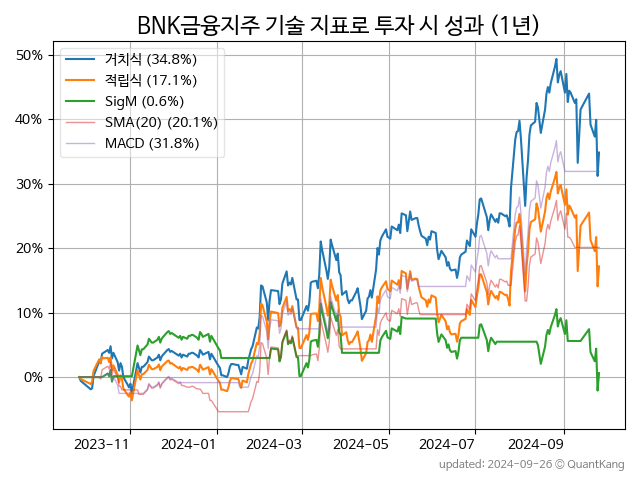 BNK금융지주 기술 지표로 투자 시 성과 (1년)
거치식 (34.8%)
적립식 (17.1%)
SigM (0.6%)
SMA(20) (20.1%)
MACD (31.8%)
50%
40%
30%
20%
10%
0%
2023-11 2024-01 2024-03 2024-05 2024-07 2024-09
updated: 2024-09-26 © QuantKang